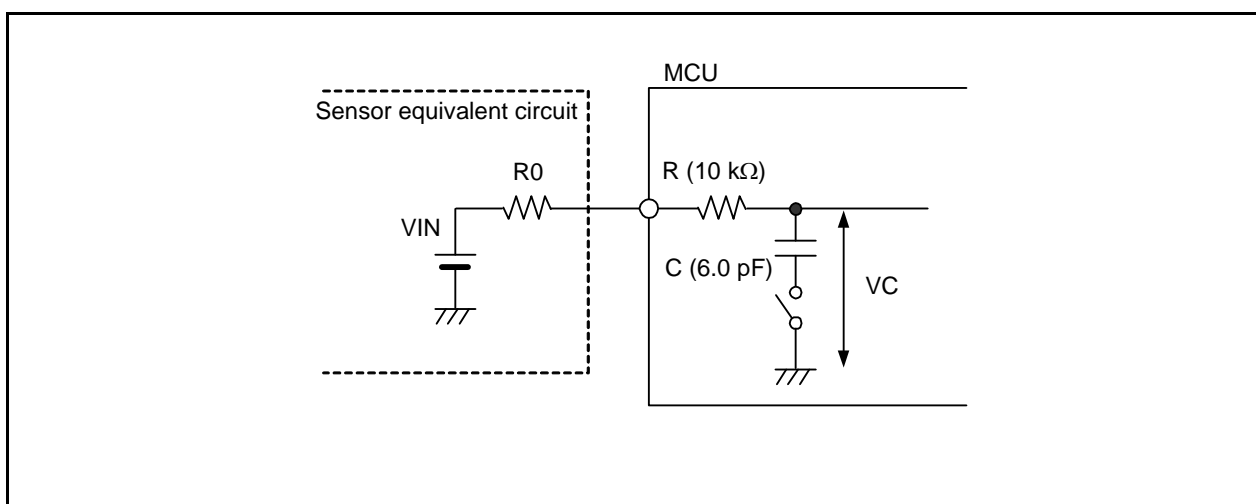 MCU
Sensor equivalent circuit
R0
R (10 kΩ)
VIN
C (6.0 pF)
VC